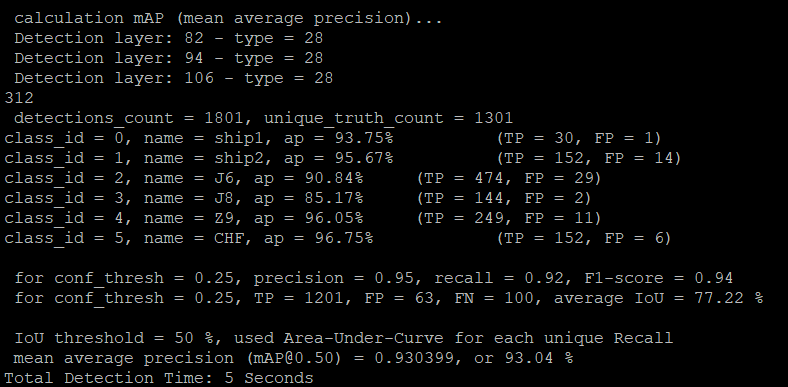 calculation mAP (mean average precision)...
Detection layer: 82 - type = 28
Detection layer: 94 - type = 28
Detection layer: 106 - type = 28
312
detections_count = 1801, unique_truth_count = 1301
class_id = 0, name = ship1, ap = 93.75% (TP = 30, FP = 1)
class_id = 1, name = ship2, ap = 95.67% (TP = 152, FP = 14)
class_id = 2, name = J6, ap = 90.84% (TP = 474, FP = 29)
class_id = 3, name = J8, ap = 85.17% (TP = 144, FP = 2)
class_id = 4, name = Z9, ap = 96.05% (TP = 249, FP = 11)
class_id = 5, name = CHF, ap = 96.75% (TP = 152, FP = 6)
for conf_thresh = 0.25, precision = 0.95, recall = 0.92, F1-score = 0.94
for conf_thresh = 0.25, TP = 1201, FP = 63, FN = 100, average IoU = 77.22 %
IoU threshold = 50 %, used Area-Under-Curve for each unique Recall
mean average precision (mAP@0.50) = 0.930399, or 93.04 %
Total Detection Time: 5 Seconds